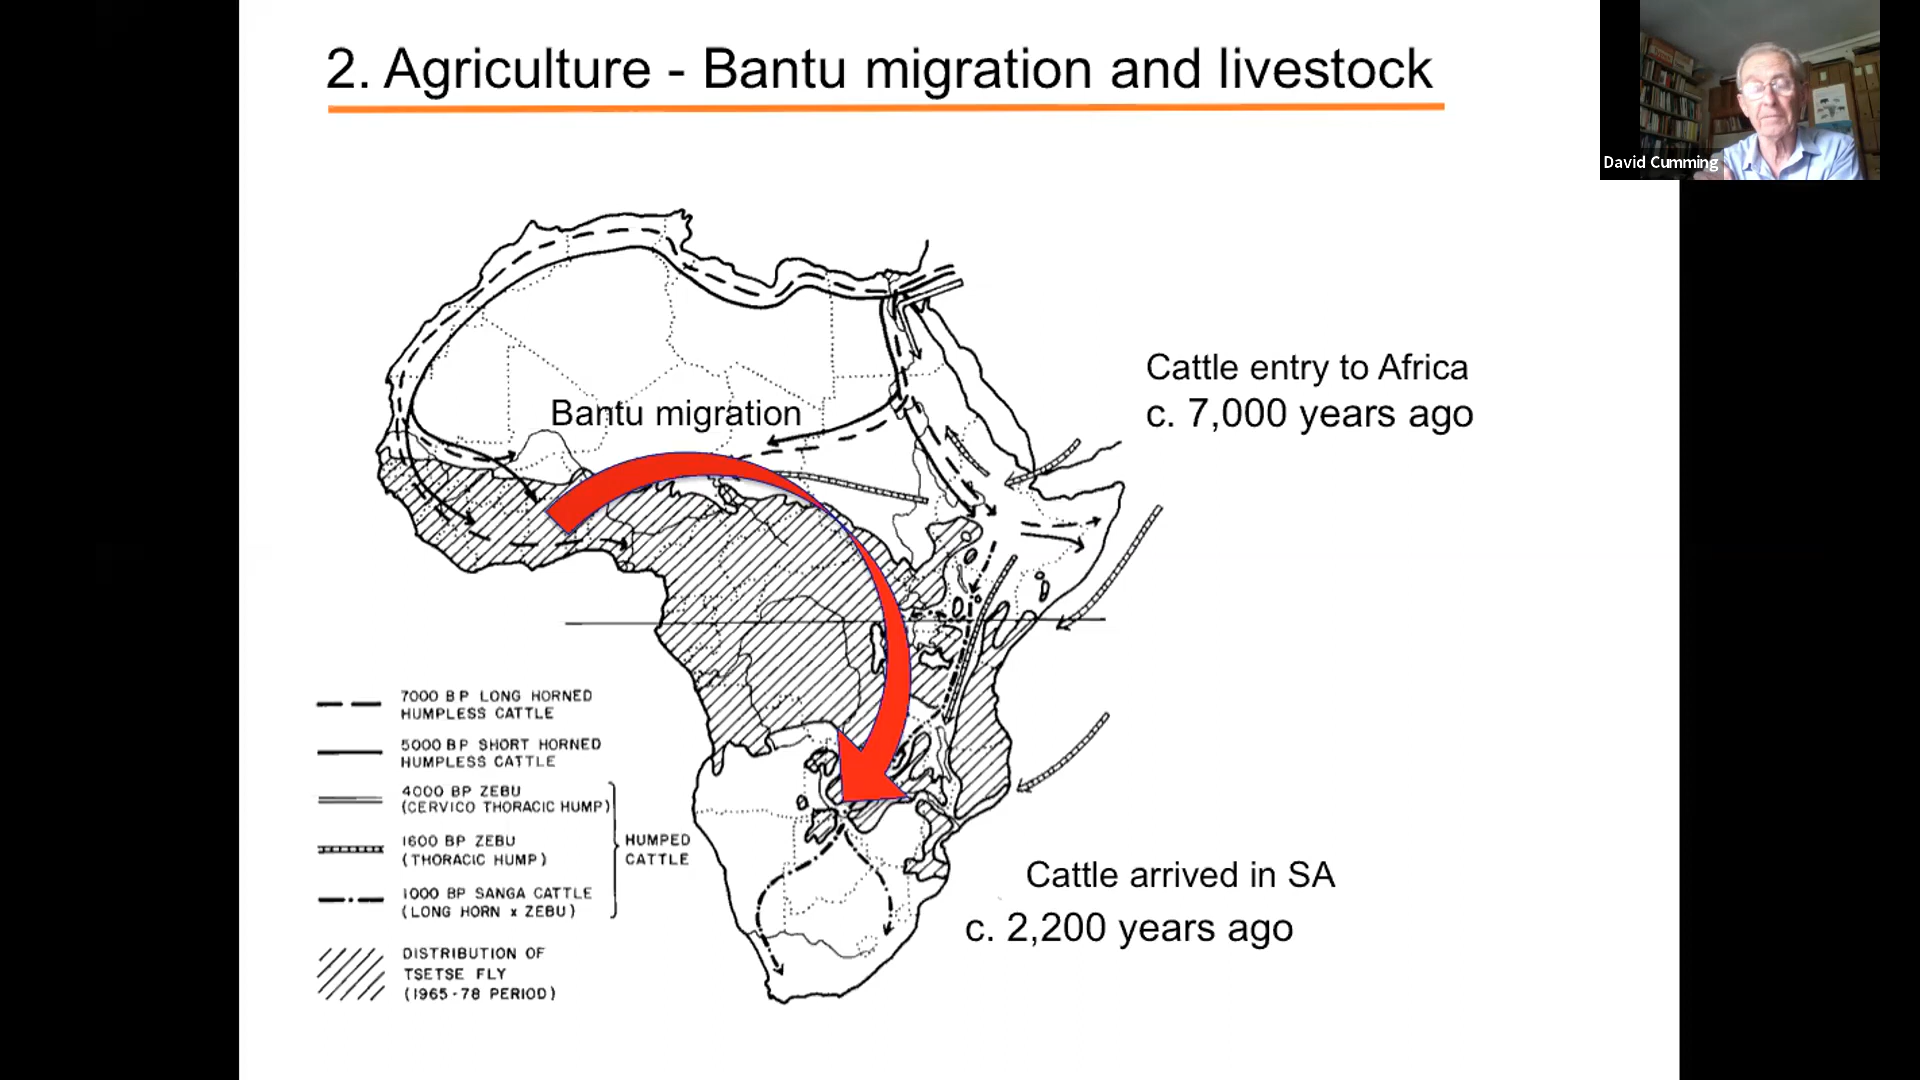 2. Agriculture - Bantu migration and livestock
David Cumming
Cattle entry to Africa
c. 7,000 years ago
Bantu migration
7000 BP LONG HORNED
HUMPLESS CATTLE
5000 BP SHORT HORNED
HUMPLESS CATTLE
4000 BP ZEBU
(CERVICO THORACIC HUMP)
1600 BP ZEBU
(THORACIC HUMP)
HUMPED
CATTLE
1000 BP SANGA CATTLE
(LONG HORN x ZEBU)
DISTRIBUTION OF
TSETSE FLY
(1965-78 PERIOD)
Cattle arrived in SA
c. 2,200 years ago